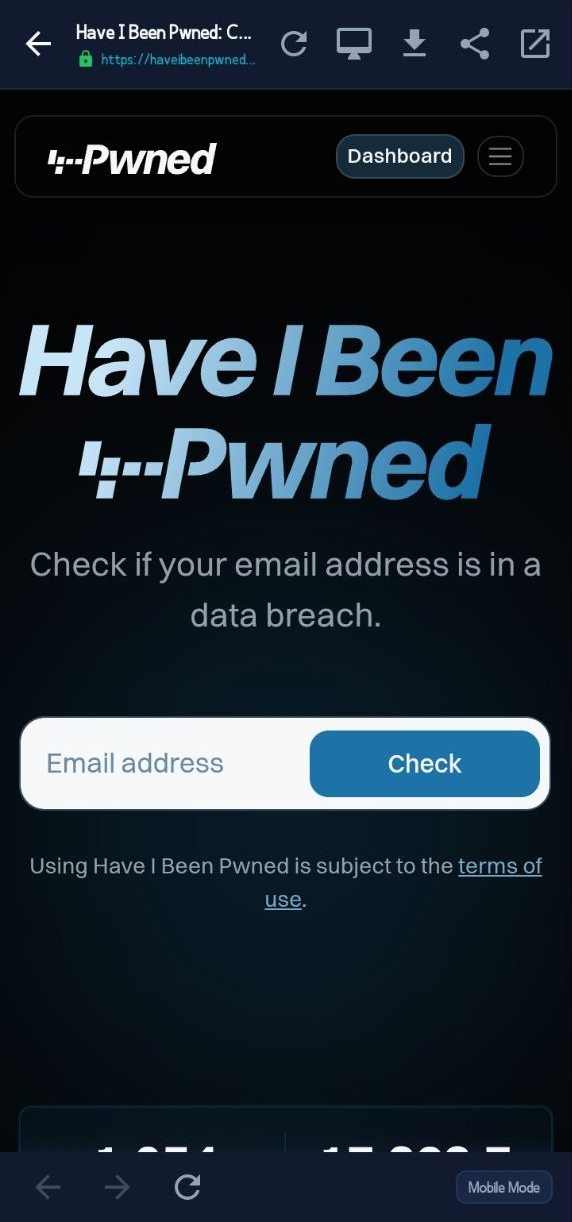 Have I Been Pwned: C...
https://haveibeenpwned...
Pwned
Dashboard
Have I Been
Pwned
Check if your email address is in a
data breach.
Email address
Check
Using Have I Been Pwned is subject to the terms of
use.
Mobile Mode